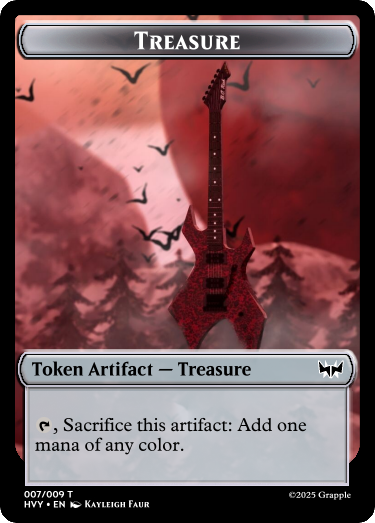 Treasure
Token Artifact — Treasure
, Sacrifice this artifact: Add one
mana of any color.
007/009 T
HVY • EN Kayleigh Faur
©2025 Grapple